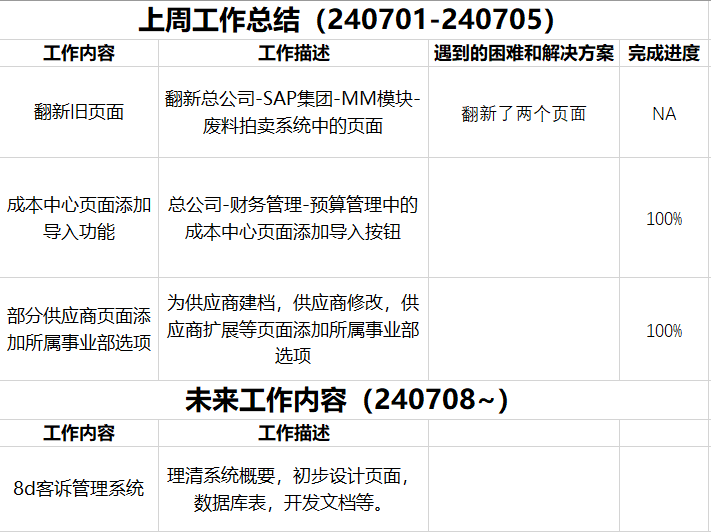 上周工作总结（240701-240705）
工作内容 工作描述 遇到的困难和解决方案 完成进度
翻新旧页面
翻新总公司-SAP集团-MM模块-
废料拍卖系统中的页面
翻新了两个页面
NA
成本中心页面添加
导入功能
总公司-财务管理-预算管理中的
成本中心页面添加导入按钮
100%
部分供应商页面添
加所属事业部选项
为供应商建档，供应商修改，供
应商扩展等页面添加所属事业部
选项
100%
未来工作内容（240708~）
工作内容 工作描述
8d客诉管理系统
理清系统概要，初步设计页面，
数据库表，开发文档等。